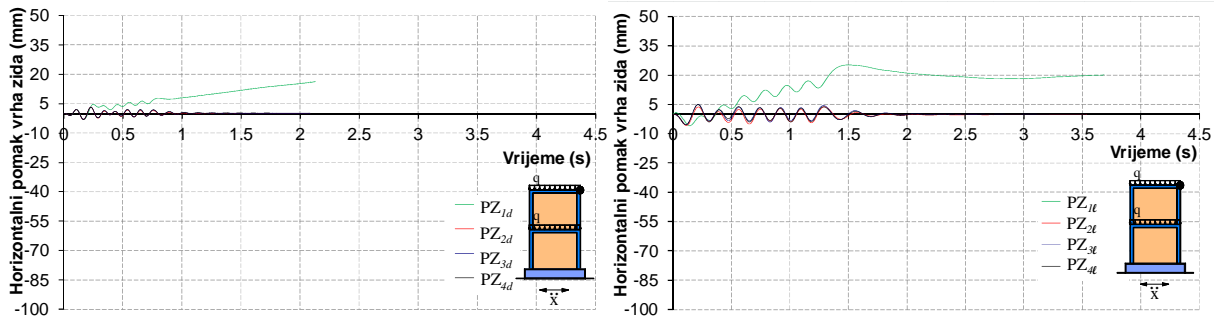 Horizontalni pomak vrha zida (mm)
50
35
20
5
-10
-25
-40
-55
-70
-85
-100
0
0.5
1
1.5
2
2.5
3
3.5
4
4.5
Vrijeme (s)
PZ1d
PZ2d
PZ3d
PZ4d
q
q
ẍ
Horizontalni pomak vrha zida (mm)
50
35
20
5
-10
-25
-40
-55
-70
-85
-100
0
0.5
1
1.5
2
2.5
3
3.5
4
4.5
Vrijeme (s)
PZ1ℓ
PZ2ℓ
PZ3ℓ
PZ4ℓ
q
q
ẍ